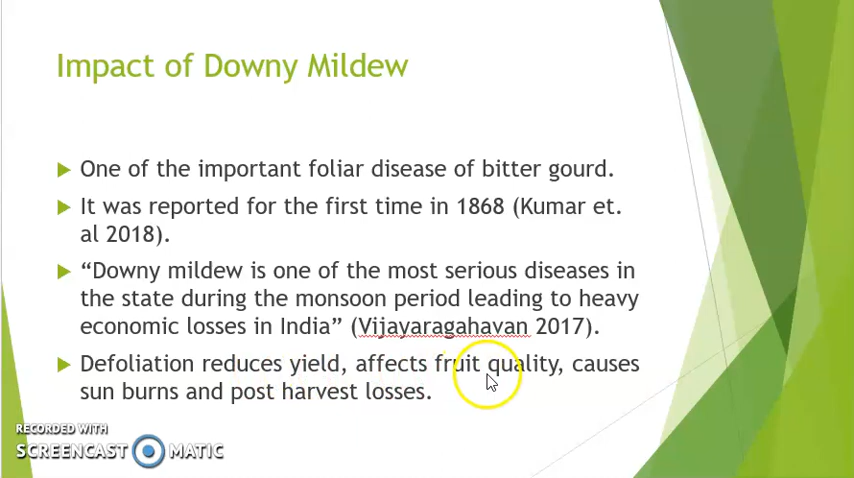 Impact of Downy Mildew
One of the important foliar disease of bitter gourd.
It was reported for the first time in 1868 (Kumar et.
al 2018).
“Downy mildew is one of the most serious diseases in
the state during the monsoon period leading to heavy
economic losses in India” (Vijayaragahavan 2017).
Defoliation reduces yield, affects fruit quality, causes
sun burns and post harvest losses.
RECORDED WITH
SCREENCAST MATIC